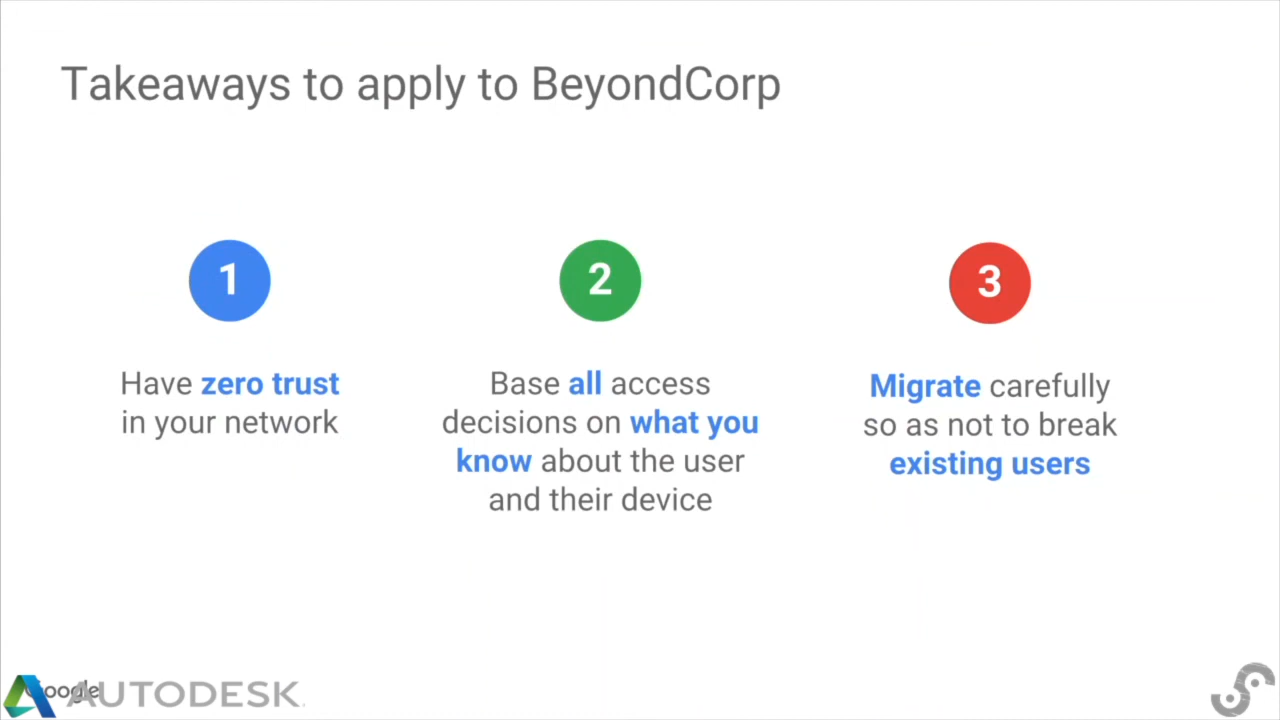 Takeaways to apply to BeyondCorp
1
Have zero trust
in your network
2
Base all access
decisions on what you
know about the user
and their device
3
Migrate carefully
so as not to break
existing users
Google
AUTODESK.